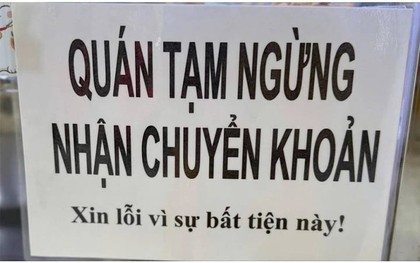 QUÁN TẠM NGỪNG
NHẬN CHUYỂN KHOẢN
Xin lỗi vì sự bất tiện này!